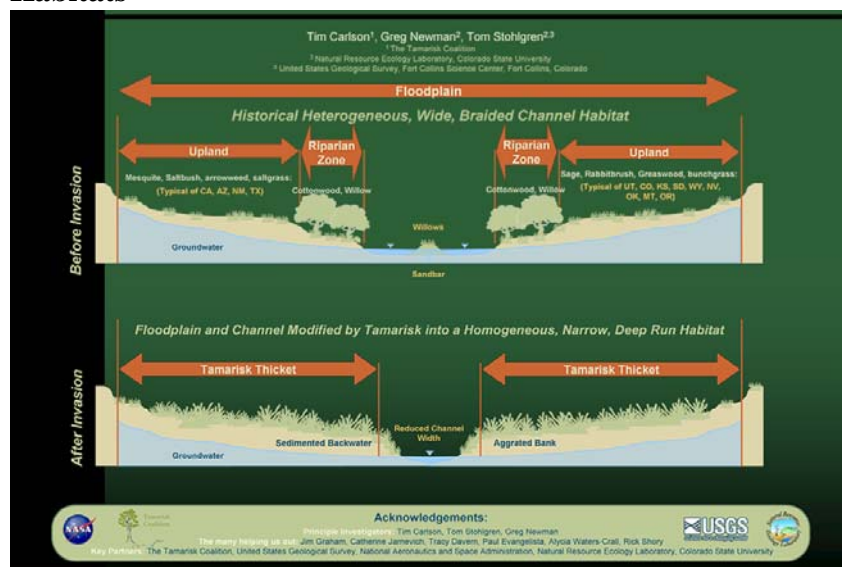 Tim Carlson¹, Greg Newman², Tom Stohlgren²·³
¹ The Tamarisk Coalition
² Natural Resource Ecology Laboratory, Colorado State University
³ United States Geological Survey, Fort Collins Science Center, Fort Collins, Colorado
Floodplain
Historical Heterogeneous, Wide, Braided Channel Habitat
Upland
Riparian
Zone
Riparian
Zone
Upland
Mesquite, Saltbush, arrowweed, saltgrass:
(Typical of CA, AZ, NM, TX)
Cottonwood, Willow
Cottonwood, Willow
Sage, Rabbitbrush, Greaswood, bunchgrass:
(Typical of UT, CO, KS, SD, WY, NV,
OK, MT, OR)
Before Invasion
Willows
Groundwater
Sandbar
Floodplain and Channel Modified by Tamarisk into a Homogeneous, Narrow, Deep Run Habitat
Tamarisk Thicket
Tamarisk Thicket
After Invasion
Reduced Channel
Width
Sedimented Backwater
Aggrated Bank
Groundwater
Acknowledgements:
Principle Investigators: Tim Carlson, Tom Stohlgren, Greg Newman
The many helping us out: Jim Graham, Catherine Jarnevich, Tracy Davern, Paul Evangelista, Alycia Waters-Crall, Rick Shory
Key Partners: The Tamarisk Coalition, United States Geological Survey, National Aeronautics and Space Administration, Natural Resource Ecology Laboratory, Colorado State University
NASA
Tamarisk
Coalition
USGS